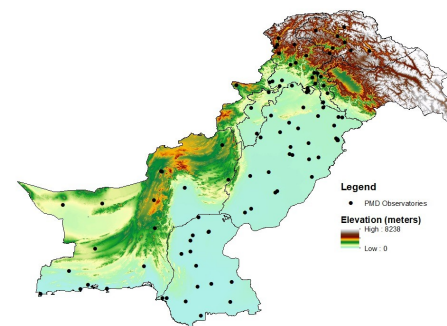 Legend
PMD Observatories
Elevation (meters)
High : 8238
Low : 0